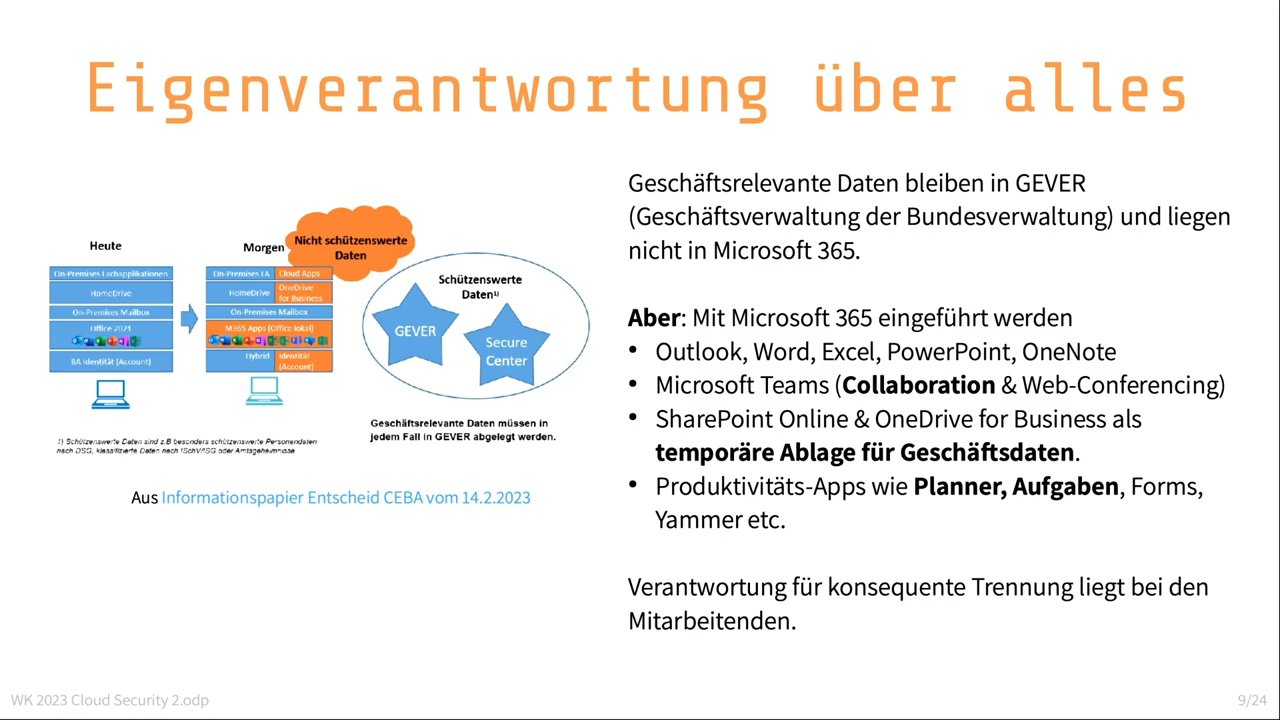 Eigenverantwortung über alles
Heute
Morgen
Nicht schützenswerte
Daten
On-Premises Fachapplikationen
HomeDrive
On-Premises Mailbox
Office 2021
BA Identität (Account)
On-Premises FA
Cloud Apps
HomeDrive
OneDrive
for Business
On-Premises Mailbox
M365 Apps (Office lokal)
Hybrid
Identität
(Account)
Schützenswerte
Daten1)
GEVER
Secure
Center
Geschäftsrelevante Daten müssen in
jedem Fall in GEVER abgelegt werden.
1) Schützenswerte Daten sind z.B besonders schützenswerte Personendaten
nach DSG, klassifizierte Daten nach ISchV/ISG oder Amtsgeheimnisse
Aus Informationspapier Entscheid CEBA vom 14.2.2023
Geschäftsrelevante Daten bleiben in GEVER
(Geschäftsverwaltung der Bundesverwaltung) und liegen
nicht in Microsoft 365.
Aber: Mit Microsoft 365 eingeführt werden
• Outlook, Word, Excel, PowerPoint, OneNote
• Microsoft Teams (Collaboration & Web-Conferencing)
• SharePoint Online & OneDrive for Business als
temporäre Ablage für Geschäftsdaten.
• Produktivitäts-Apps wie Planner, Aufgaben, Forms,
Yammer etc.
Verantwortung für konsequente Trennung liegt bei den
Mitarbeitenden.
WK 2023 Cloud Security 2.odp
9/24